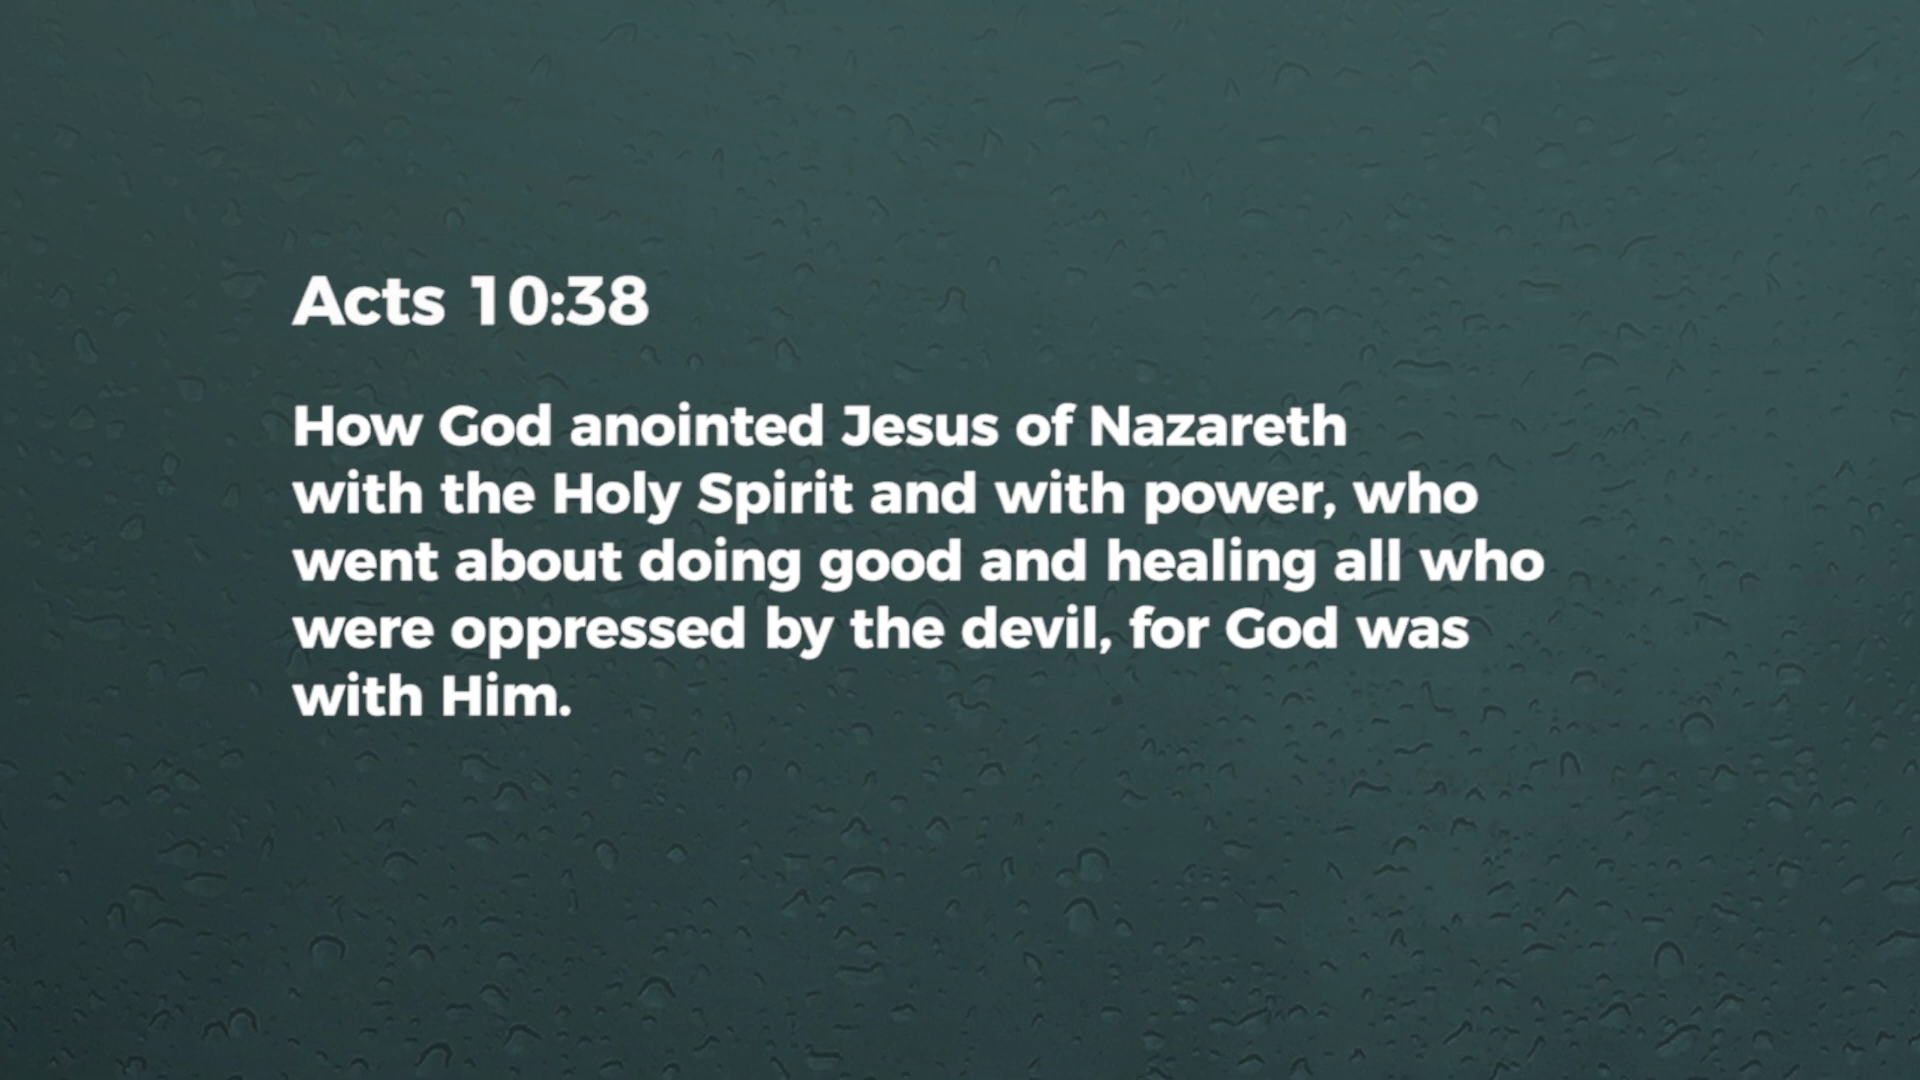 Acts 10:38
How God anointed Jesus of Nazareth
with the Holy Spirit and with power, who
went about doing good and healing all who
were oppressed by the devil, for God was
with Him.